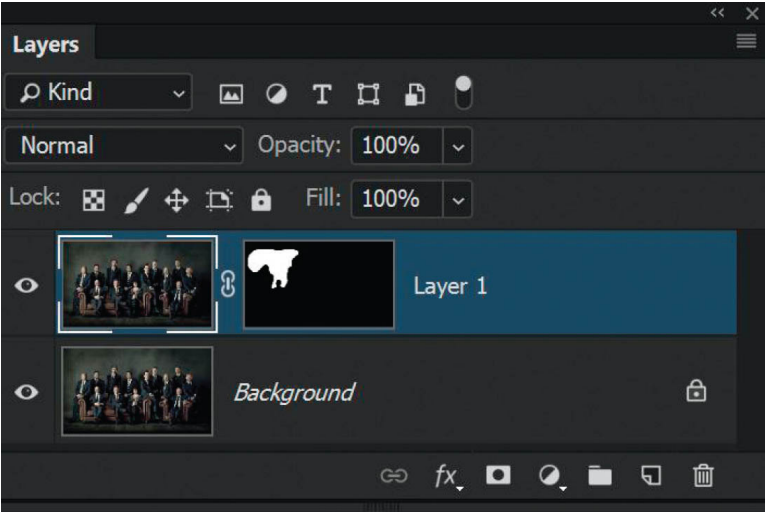 Layers
Kind
Normal Opacity: 100%
Lock: Fill: 100%
Layer 1
Background
fx